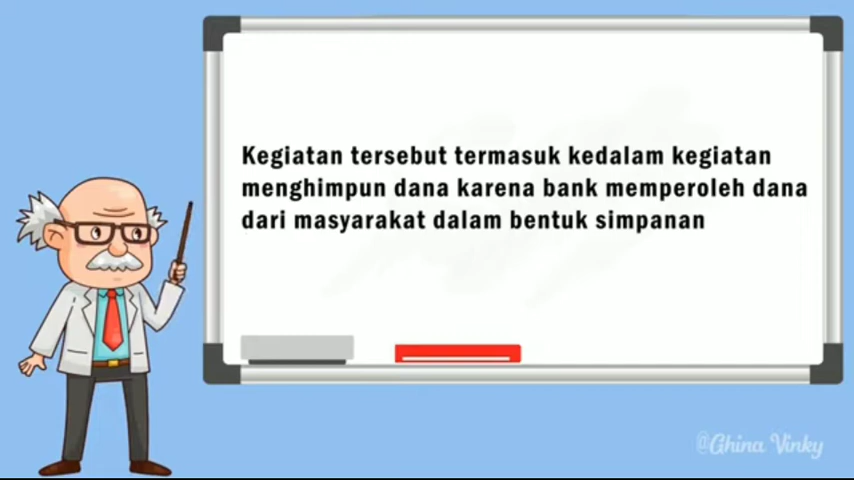 Kegiatan tersebut termasuk kedalam kegiatan
menghimpun dana karena bank memperoleh dana
dari masyarakat dalam bentuk simpanan
@Ghina Vinky